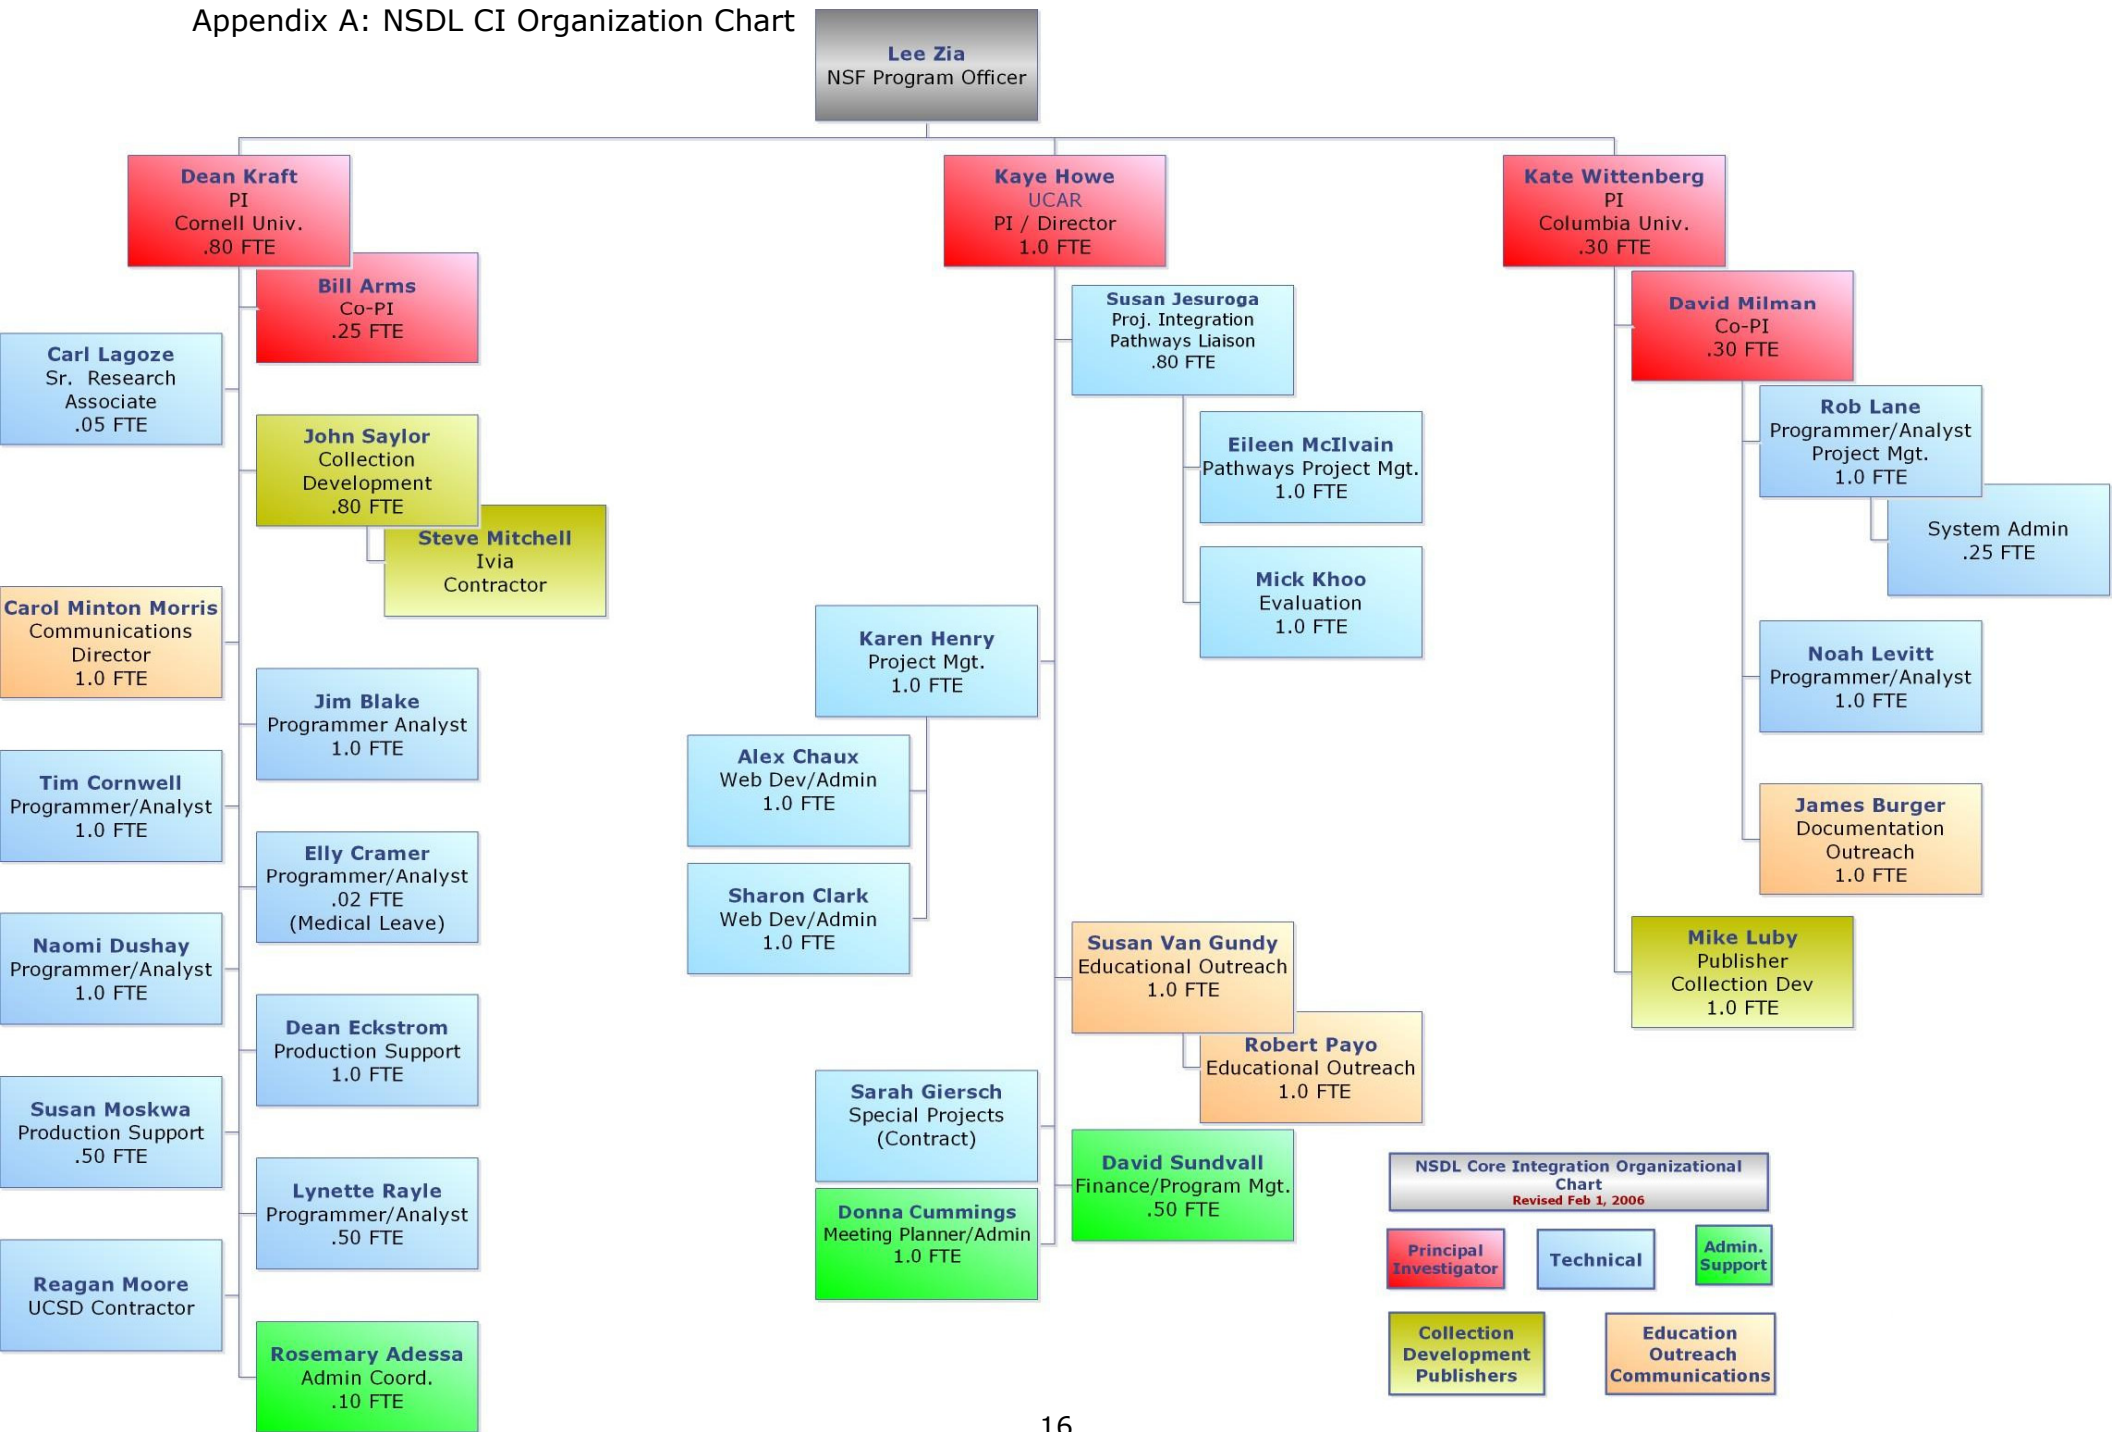 Appendix A: NSDL CI Organization Chart
Lee Zia
NSF Program Officer
Dean Kraft
PI
Cornell Univ.
.80 FTE
Bill Arms
Co-PI
.25 FTE
Carl Lagoze
Sr. Research
Associate
.05 FTE
John Saylor
Collection
Development
.80 FTE
Steve Mitchell
Ivia
Contractor
Carol Minton Morris
Communications
Director
1.0 FTE
Jim Blake
Programmer Analyst
1.0 FTE
Tim Cornwell
Programmer/Analyst
1.0 FTE
Elly Cramer
Programmer/Analyst
.02 FTE
(Medical Leave)
Naomi Dushay
Programmer/Analyst
1.0 FTE
Dean Eckstrom
Production Support
1.0 FTE
Susan Moskwa
Production Support
.50 FTE
Lynette Rayle
Programmer/Analyst
.50 FTE
Reagan Moore
UCSD Contractor
Rosemary Adessa
Admin Coord.
.10 FTE
Kaye Howe
UCAR
PI / Director
1.0 FTE
Susan Jesuroga
Proj. Integration
Pathways Liaison
.80 FTE
Eileen McIlvain
Pathways Project Mgt.
1.0 FTE
Mick Khoo
Evaluation
1.0 FTE
Karen Henry
Project Mgt.
1.0 FTE
Alex Chaux
Web Dev/Admin
1.0 FTE
Sharon Clark
Web Dev/Admin
1.0 FTE
Susan Van Gundy
Educational Outreach
1.0 FTE
Robert Payo
Educational Outreach
1.0 FTE
Sarah Giersch
Special Projects
(Contract)
David Sundvall
Finance/Program Mgt.
.50 FTE
Donna Cummings
Meeting Planner/Admin
1.0 FTE
Kate Wittenberg
PI
Columbia Univ.
.30 FTE
David Milman
Co-PI
.30 FTE
Rob Lane
Programmer/Analyst
Project Mgt.
1.0 FTE
System Admin
.25 FTE
Noah Levitt
Programmer/Analyst
1.0 FTE
James Burger
Documentation
Outreach
1.0 FTE
Mike Luby
Publisher
Collection Dev
1.0 FTE
NSDL Core Integration Organizational
Chart
Revised Feb 1, 2006
Principal
Investigator
Technical
Admin.
Support
Collection
Development
Publishers
Education
Outreach
Communications
16